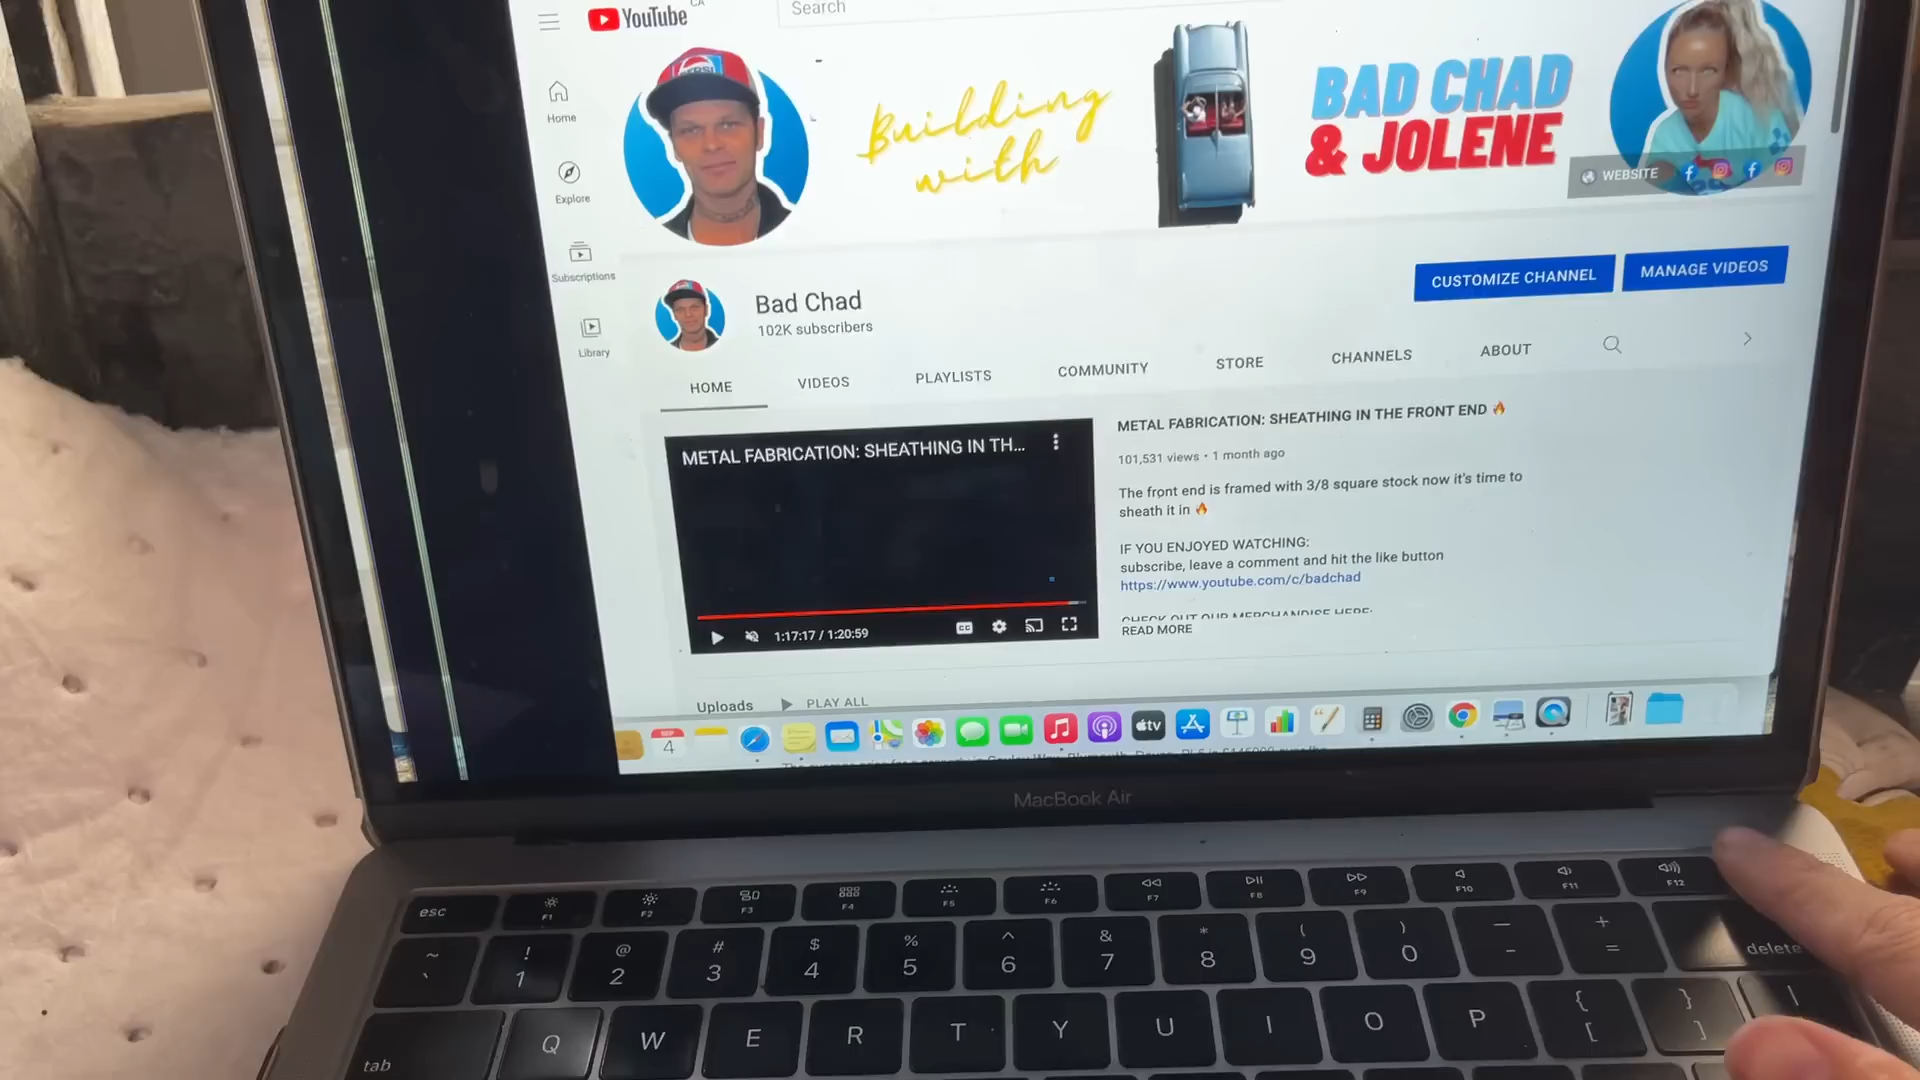 YouTube CA
Search
PEPSI
Building
with
BAD CHAD
& JOLENE
WEBSITE
Home
Explore
Subscriptions
Library
Bad Chad
102K subscribers
CUSTOMIZE CHANNEL
MANAGE VIDEOS
HOME
VIDEOS
PLAYLISTS
COMMUNITY
STORE
CHANNELS
ABOUT
METAL FABRICATION: SHEATHING IN TH...
1:17:17 / 1:20:59
CC
METAL FABRICATION: SHEATHING IN THE FRONT END 🔥
101,531 views • 1 month ago
The front end is framed with 3/8 square stock now it's time to
sheath it in 🔥
IF YOU ENJOYED WATCHING:
subscribe, leave a comment and hit the like button
https://www.youtube.com/c/badchad
CHECK OUT OUR MERCHANDISE HERE:
READ MORE
Uploads
PLAY ALL
SEP
4
tv
MacBook Air
esc
F1
F2
F3
F4
F5
F6
F7
F8
F9
F10
F11
F12
~ `
! 1
@ 2
# 3
$ 4
% 5
^ 6
& 7
* 8
( 9
) 0
— -
+ =
delete
tab
Q
W
E
R
T
Y
U
I
O
P
{ [
} ]
|